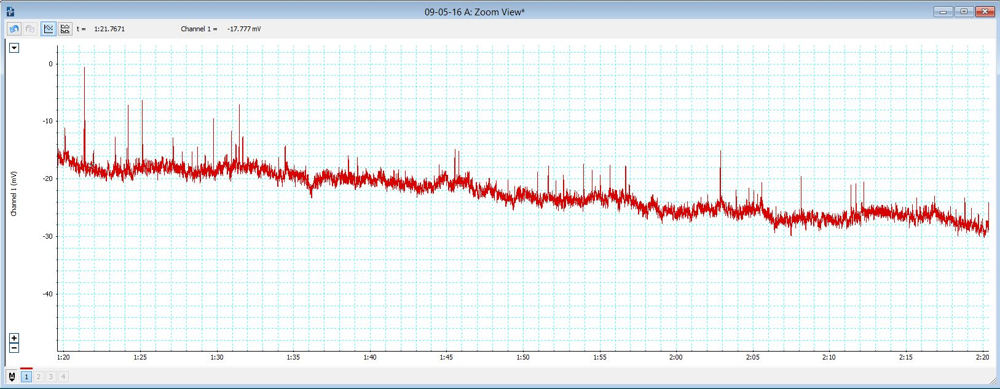 09-05-16 A: Zoom View*
t = 1:21.7671 Channel 1 = -17.777 mV
0
-10
-20
-30
-40
Channel 1 (mV)
1:20 1:25 1:30 1:35 1:40 1:45 1:50 1:55 2:00 2:05 2:10 2:15 2:20
M 1 2 3 4